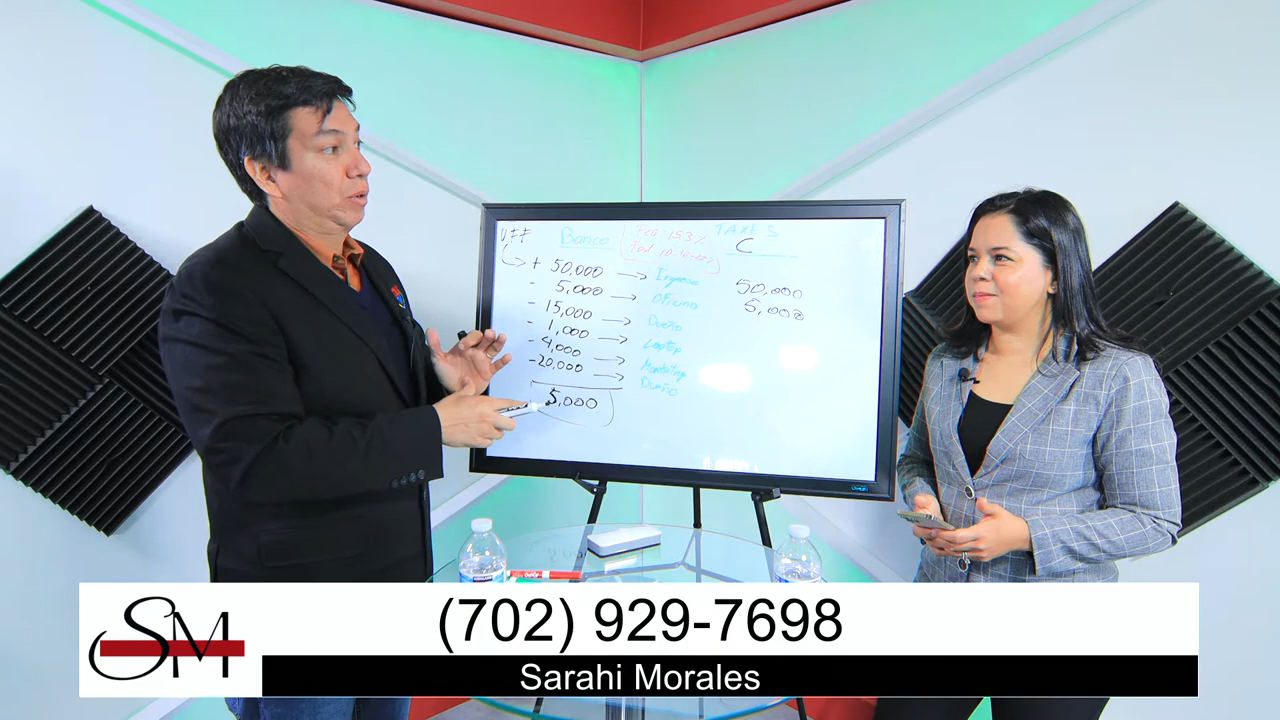 Banco
TAXES
C
+ 50,000 → Ingreso
- 5,000 → Oficina
- 15,000 → Dueño
- 1,000 → Laptop
- 4,000 → Marketing
- 20,000 → Dueño
5,000
50,000
5,000
SM
(702) 929-7698
Sarahi Morales